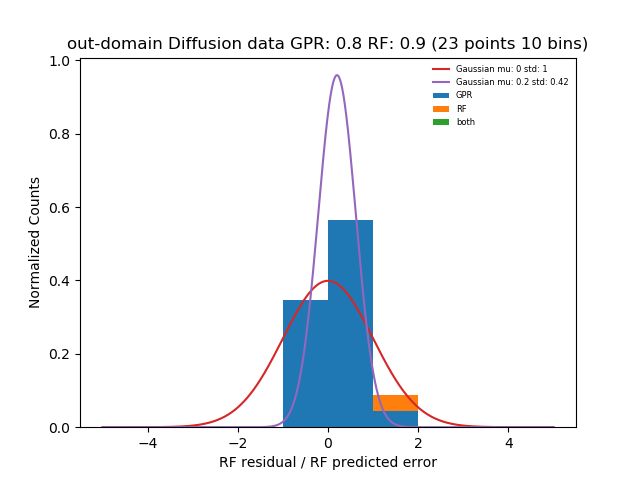 out-domain Diffusion data GPR: 0.8 RF: 0.9 (23 points 10 bins)
Gaussian mu: 0 std: 1
Gaussian mu: 0.2 std: 0.42
GPR
RF
both
1.0
0.8
0.6
0.4
0.2
0.0
Normalized Counts
−4
−2
0
2
4
RF residual / RF predicted error